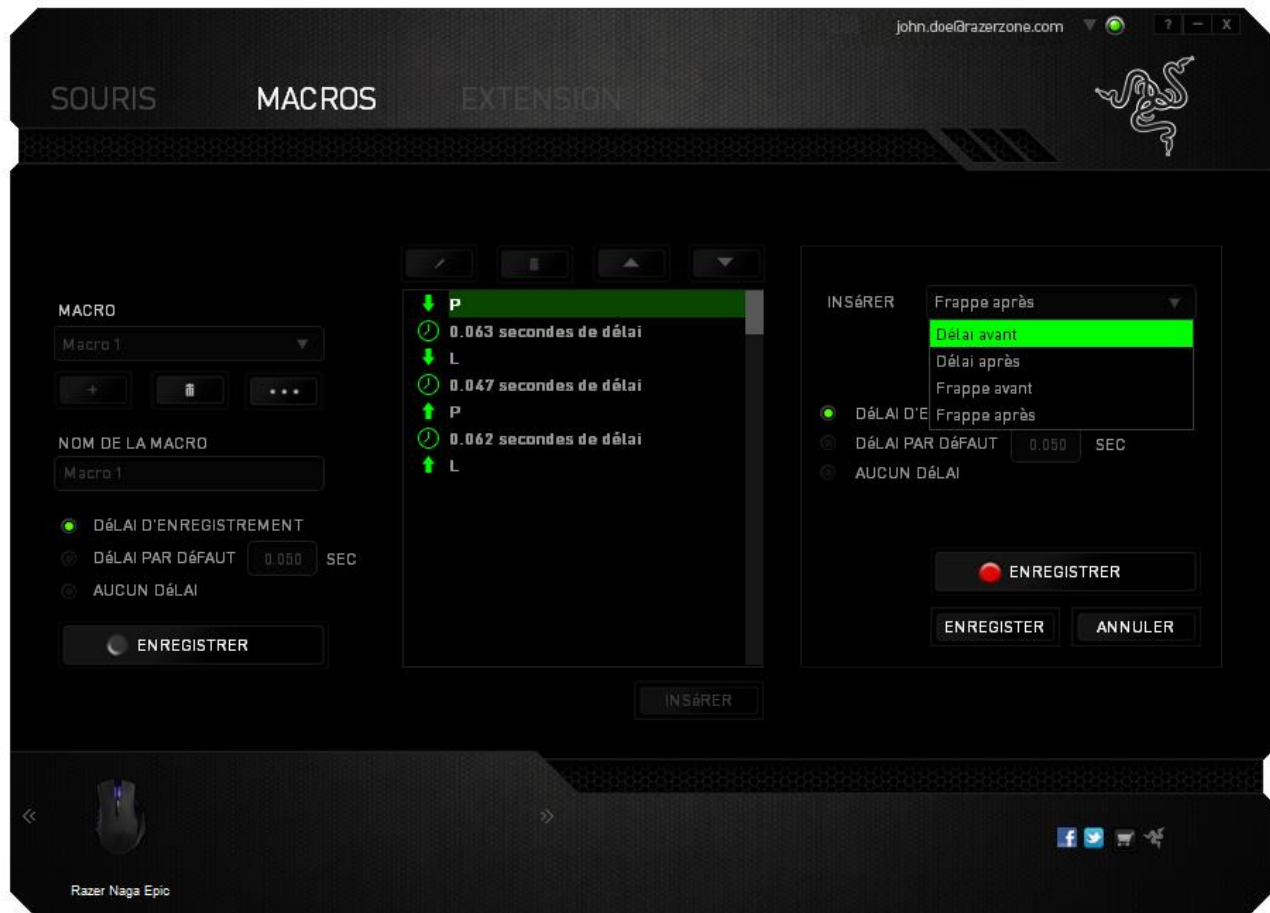 john.doe@razerzone.com
? – X
SOURIS
MACROS
EXTENSION
MACRO
Macro 1
+
...
NOM DE LA MACRO
Macro 1
DéLAI D'ENREGISTREMENT
DéLAI PAR DéFAUT 0.050 SEC
AUCUN DéLAI
ENREGISTRER
P
0.063 secondes de délai
L
0.047 secondes de délai
P
0.062 secondes de délai
L
INSéRER
INSéRER Frappe après
Délai avant
Délai après
Frappe avant
Frappe après
DéLAI D'E
DéLAI PAR DéFAUT 0.050 SEC
AUCUN DéLAI
ENREGISTRER
ENREGISTER ANNULER
«
»
Razer Naga Epic